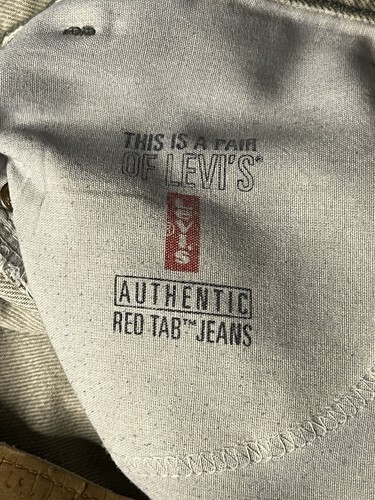 THIS IS A PAIR
OF LEVI'S®
LEVI'S
AUTHENTIC
RED TAB™ JEANS